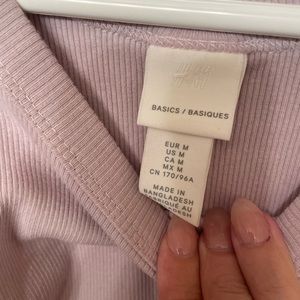 BASICS / BASIQUES
EUR M
US M
CA M
MX M
CN 170/96A
MADE IN
BANGLADESH